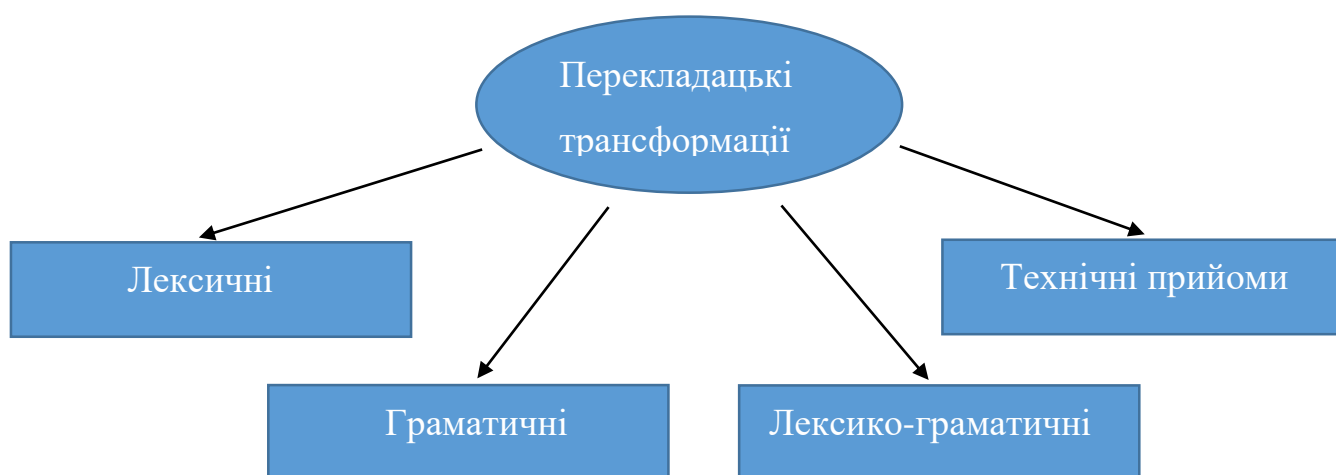 Перекладацькі
трансформації
Лексичні
Технічні прийоми
Граматичні
Лексико-граматичні